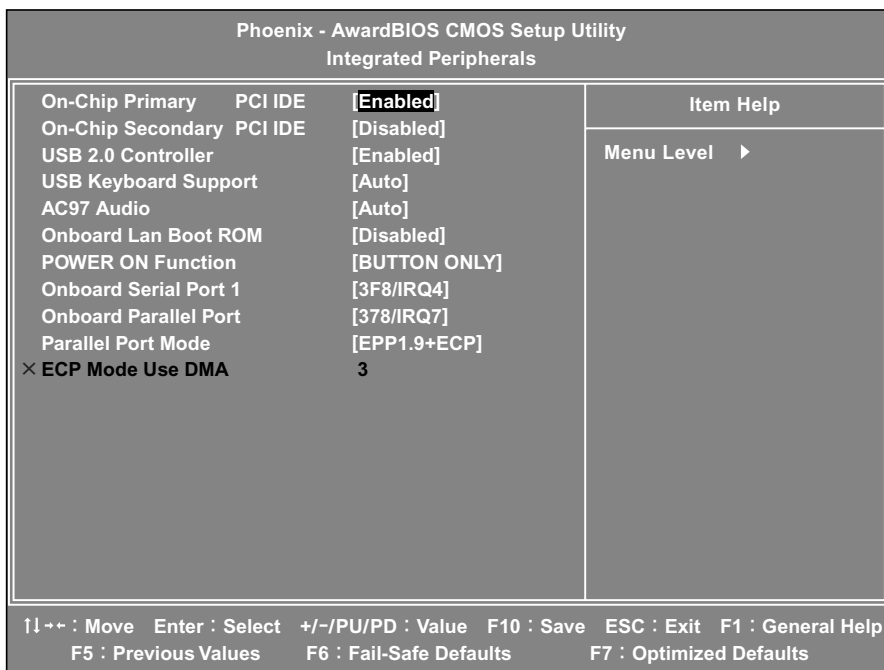 Phoenix - AwardBIOS CMOS Setup Utility
Integrated Peripherals
On-Chip Primary PCI IDE [Enabled]
On-Chip Secondary PCI IDE [Disabled]
USB 2.0 Controller [Enabled]
USB Keyboard Support [Auto]
AC97 Audio [Auto]
Onboard Lan Boot ROM [Disabled]
POWER ON Function [BUTTON ONLY]
Onboard Serial Port 1 [3F8/IRQ4]
Onboard Parallel Port [378/IRQ7]
Parallel Port Mode [EPP1.9+ECP]
× ECP Mode Use DMA 3
Item Help
Menu Level ▶
↑↓→← : Move Enter : Select +/-/PU/PD : Value F10 : Save ESC : Exit F1 : General Help
F5 : Previous Values F6 : Fail-Safe Defaults F7 : Optimized Defaults